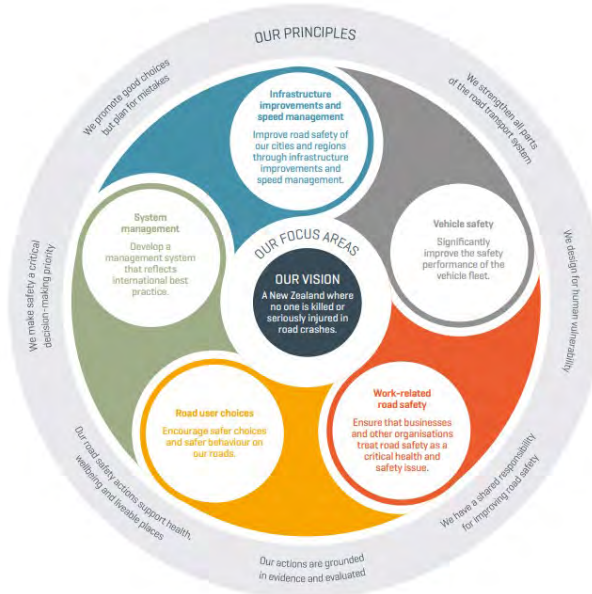 OUR PRINCIPLES
We promote good choices
but plan for mistakes
We strengthen all parts
of the road transport system
We design for human vulnerability
We have a shared responsibility
for improving road safety
Our actions are grounded
in evidence and evaluated
Our road safety actions support health,
wellbeing and liveable places
We make safety a critical
decision-making priority
Infrastructure
improvements and
speed management
Improve road safety of
our cities and regions
through infrastructure
improvements and
speed management.
Vehicle safety
Significantly
improve the safety
performance of the
vehicle fleet.
Work-related
road safety
Ensure that businesses
and other organisations
treat road safety as a
critical health and
safety issue.
Road user choices
Encourage safer choices
and safer behaviour on
our roads.
System
management
Develop a
management system
that reflects
international best
practice.
OUR FOCUS AREAS
OUR VISION
A New Zealand where
no one is killed or
seriously injured in
road crashes.